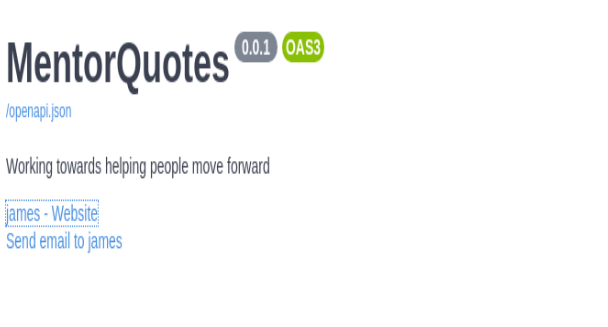 MentorQuotes 0.0.1 OAS3
/openapi.json
Working towards helping people move forward
james - Website
Send email to james